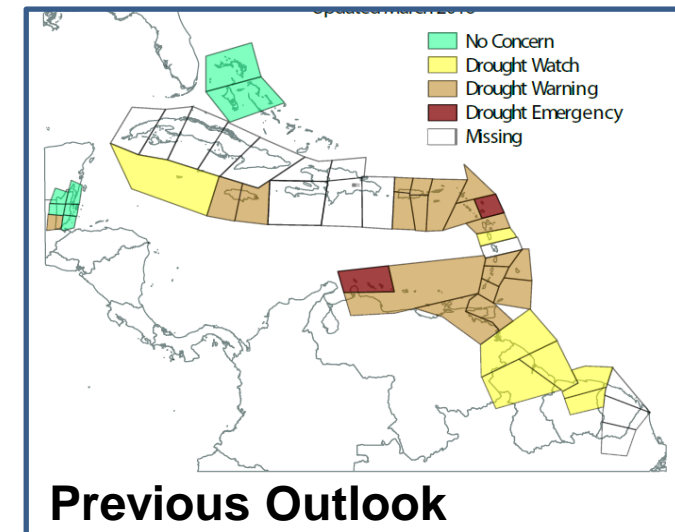 No Concern
Drought Watch
Drought Warning
Drought Emergency
Missing
Previous Outlook